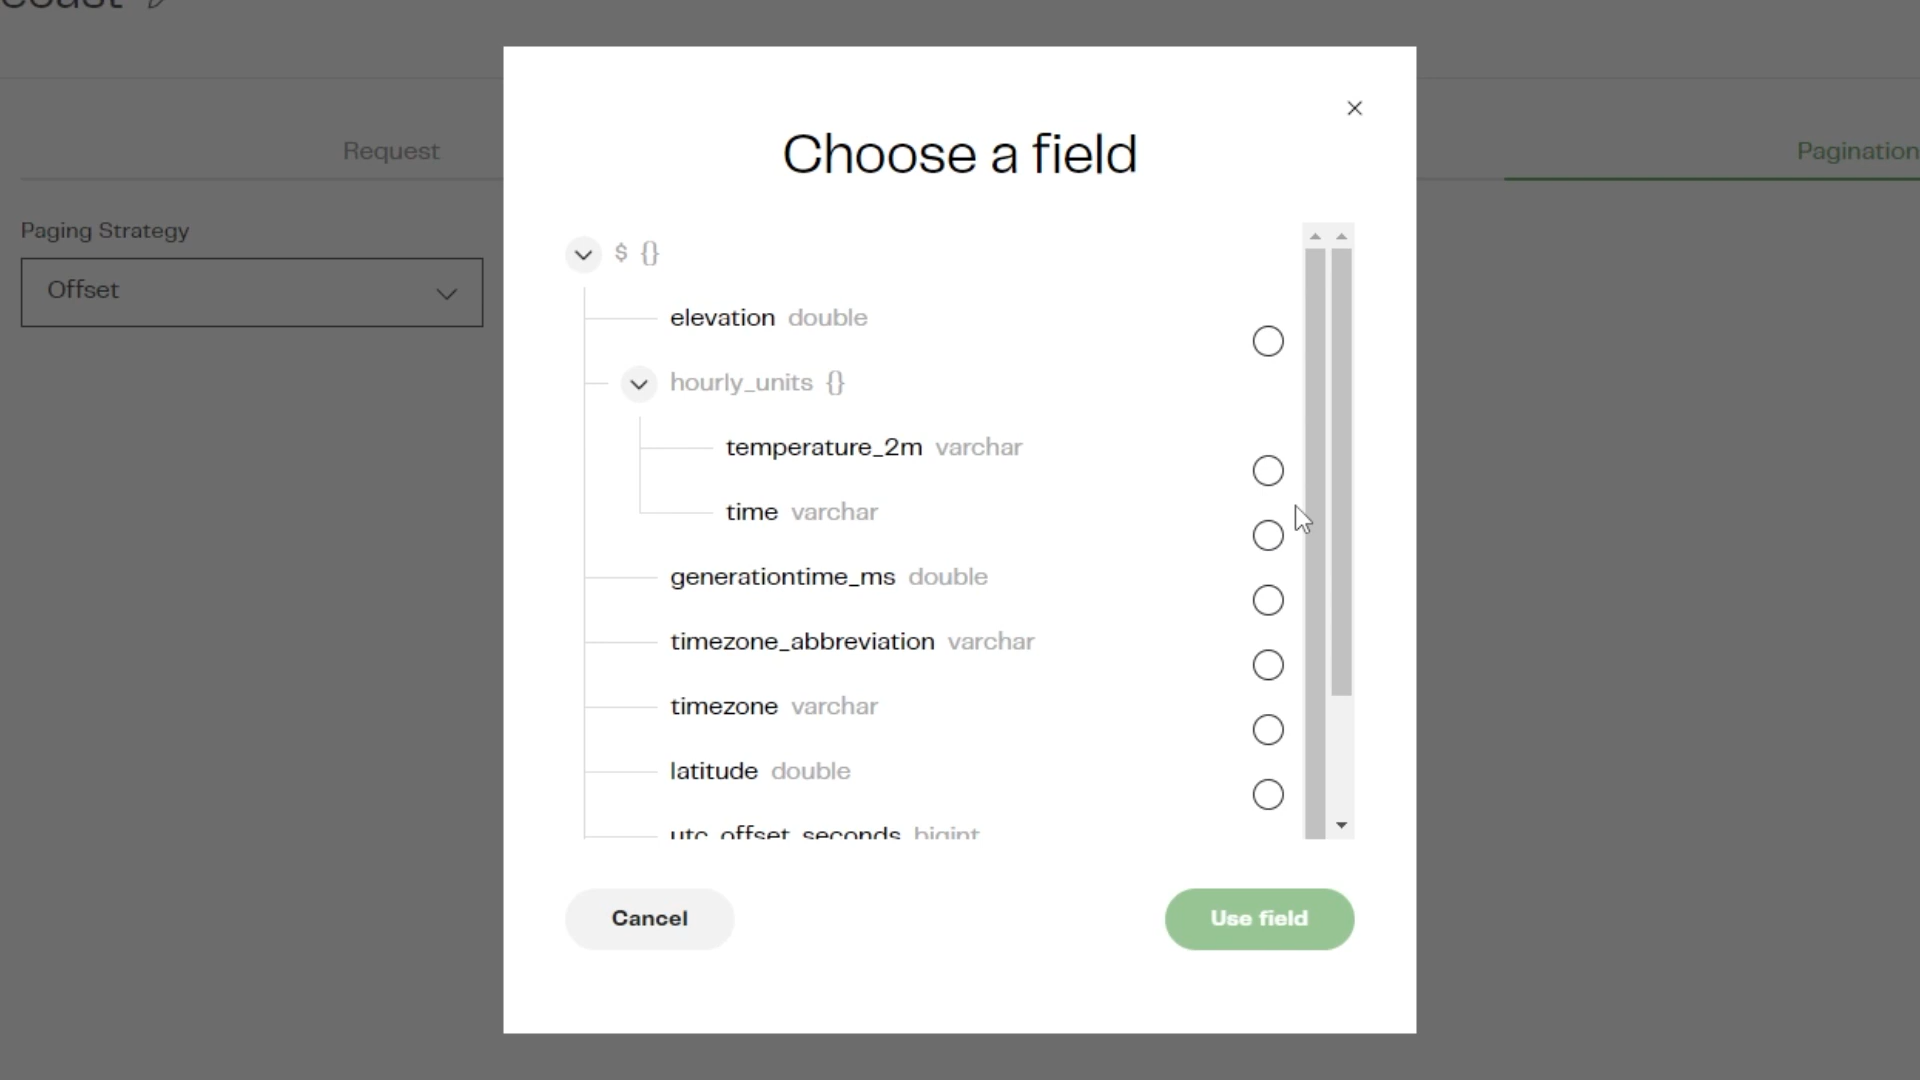 coast
Request
Pagination
Paging Strategy
Offset
Choose a field
$ {}
elevation double
hourly_units {}
temperature_2m varchar
time varchar
generationtime_ms double
timezone_abbreviation varchar
timezone varchar
latitude double
utc_offset_seconds bigint
Cancel
Use field